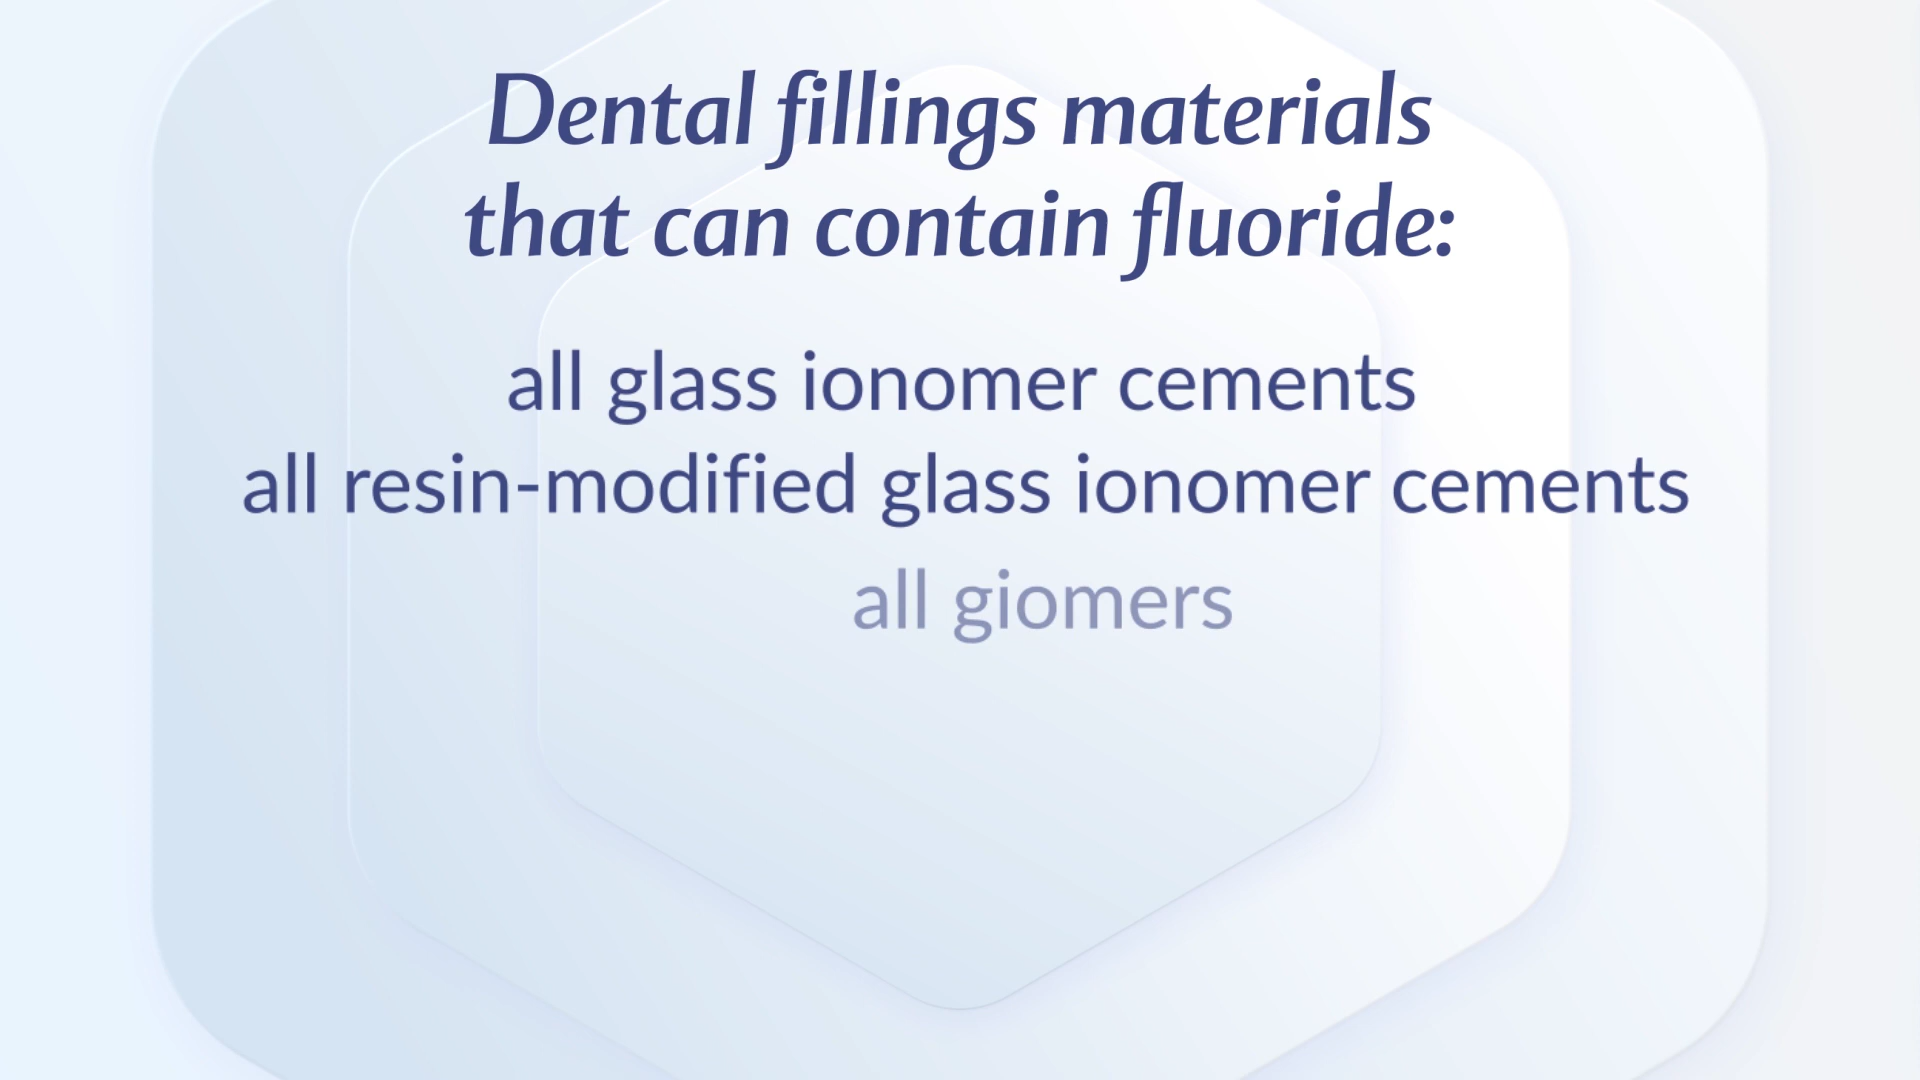 Dental fillings materials
that can contain fluoride:
all glass ionomer cements
all resin-modified glass ionomer cements
all giomers